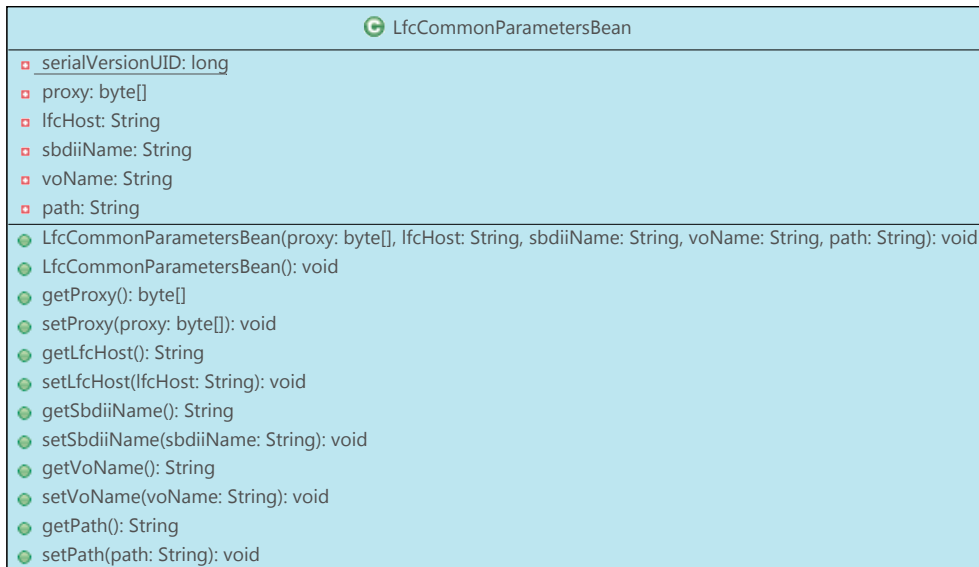 LfcCommonParametersBean
serialVersionUID: long
proxy: byte[]
lfcHost: String
sbdiiName: String
voName: String
path: String
LfcCommonParametersBean(proxy: byte[], lfcHost: String, sbdiiName: String, voName: String, path: String): void
LfcCommonParametersBean(): void
getProxy(): byte[]
setProxy(proxy: byte[]): void
getLfcHost(): String
setLfcHost(lfcHost: String): void
getSbdiiName(): String
setSbdiiName(sbdiiName: String): void
getVoName(): String
setVoName(voName: String): void
getPath(): String
setPath(path: String): void